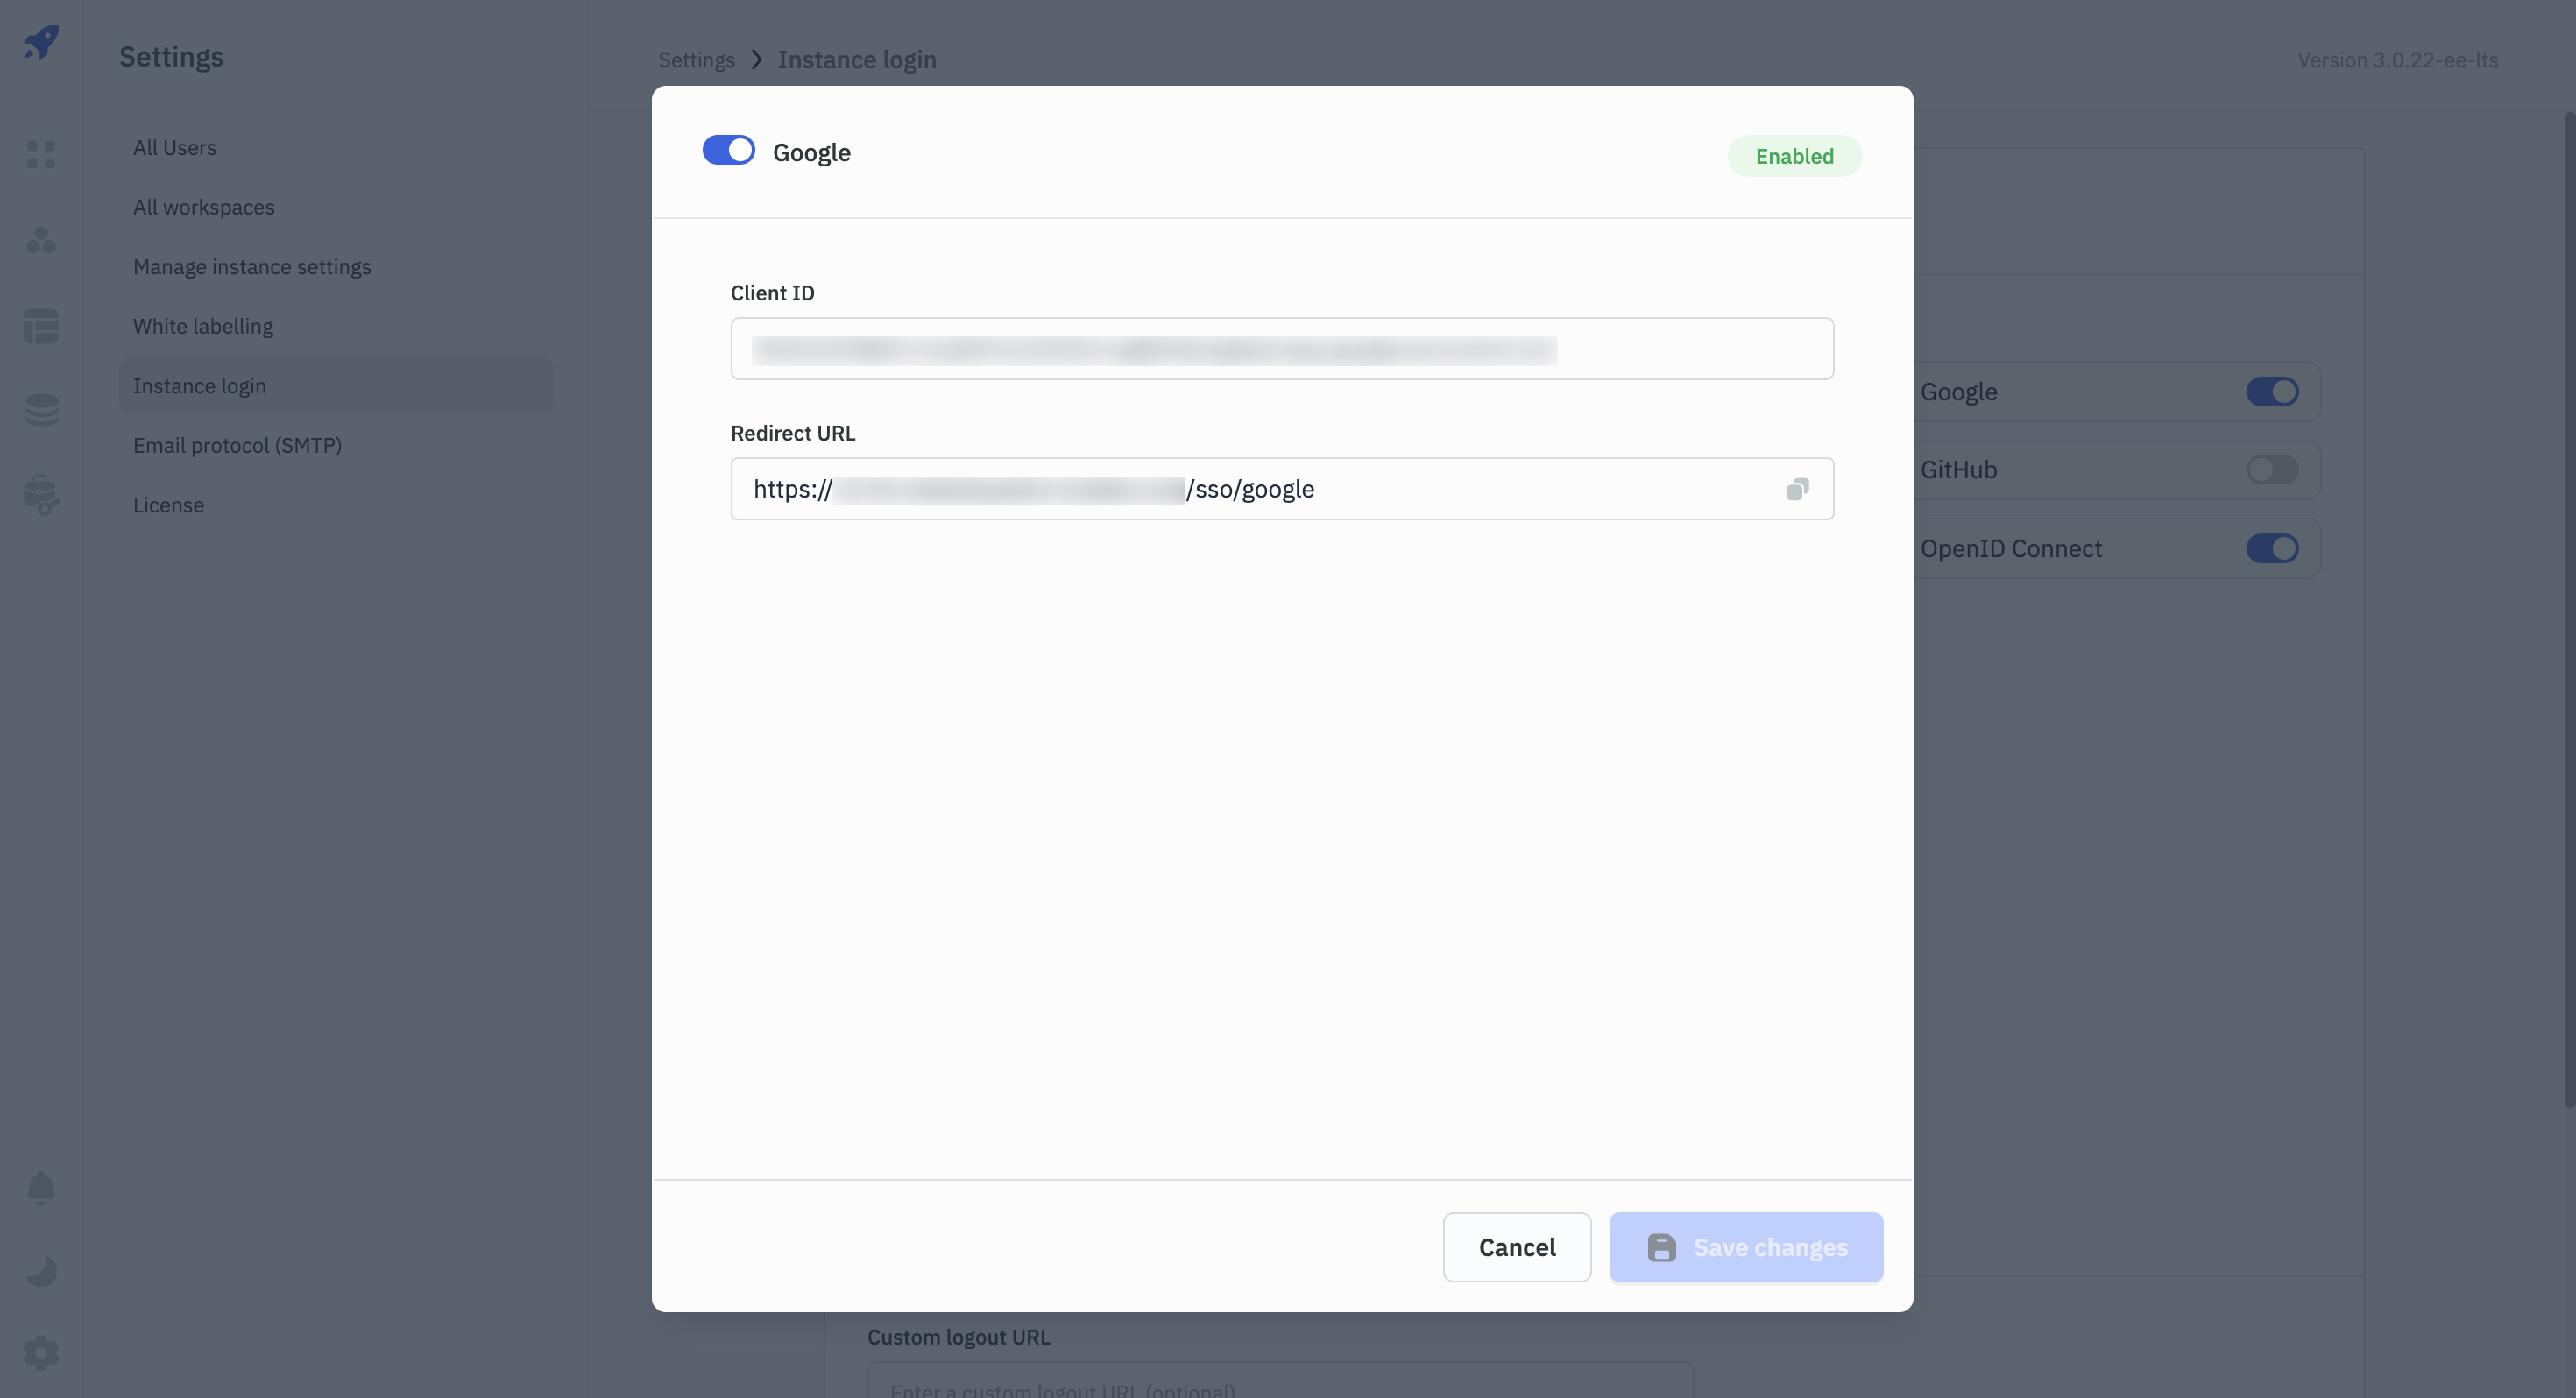 Settings
All Users
All workspaces
Manage instance settings
White labelling
Instance login
Email protocol (SMTP)
License
Settings > Instance login
Version 3.0.22-ee-lts
Google
Enabled
Client ID
Redirect URL
https://
/sso/google
Cancel
Save changes
Google
GitHub
OpenID Connect
Custom logout URL
Enter a custom logout URL (optional)